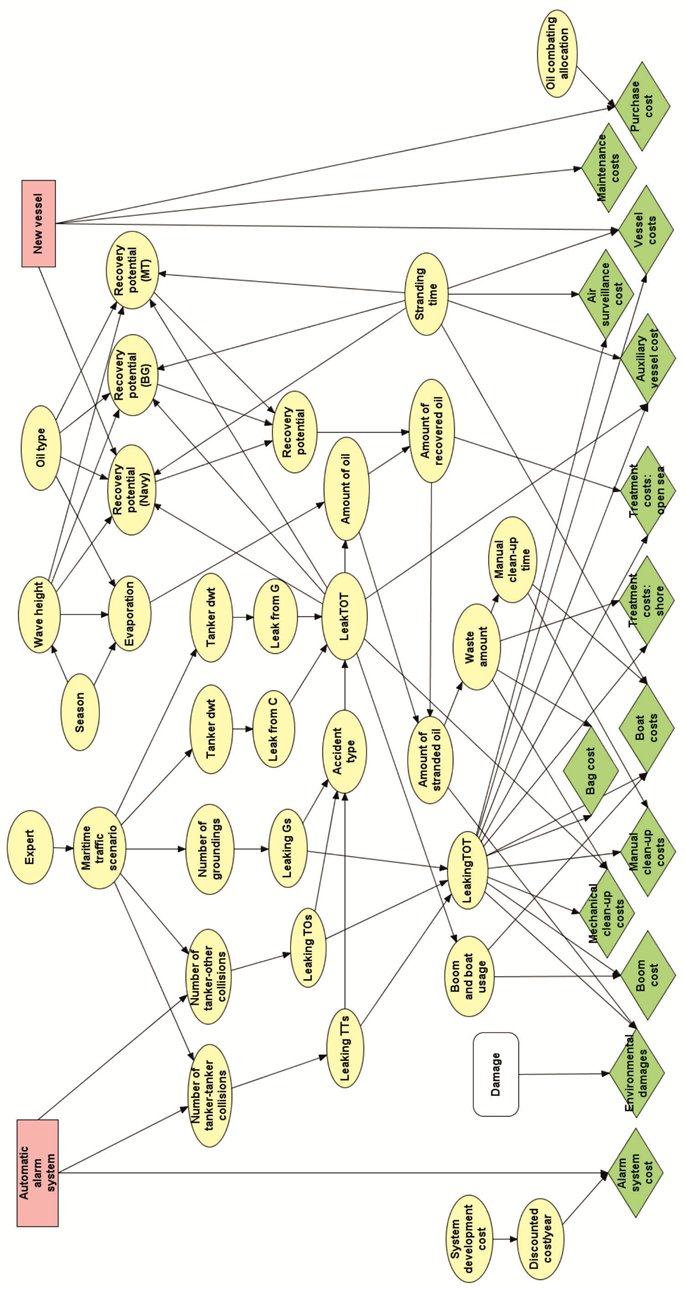 Automatic
alarm
system
Expert
Wave height
Oil type
New vessel
Season
Maritime
traffic
scenario
Evaporation
Recovery
potential
(Navy)
Recovery
potential
(BG)
Recovery
potential
(MT)
Number of
tanker-tanker
collisions
Number of
tanker-other
collisions
Number of
groundings
Tanker dwt
Tanker dwt
Leaking TTs
Leaking TOs
Leaking Gs
Leak from C
Leak from G
Recovery
potential
Accident
type
LeakTOT
Amount of oil
System
development
cost
Discounted
cost/year
Damage
Boom
and boat
usage
LeakingTOT
Amount of
stranded oil
Waste
amount
Manual
clean-up
time
Amount of
recovered oil
Stranding
time
Oil combating
allocation
Alarm
system
cost
Environmental
damages
Boom
cost
Mechanical
clean-up
costs
Manual
clean-up
costs
Bag cost
Boat
costs
Treatment
costs:
shore
Treatment
costs:
open sea
Auxiliary
vessel cost
Air
surveillance
cost
Vessel
costs
Maintenance
costs
Purchase
cost